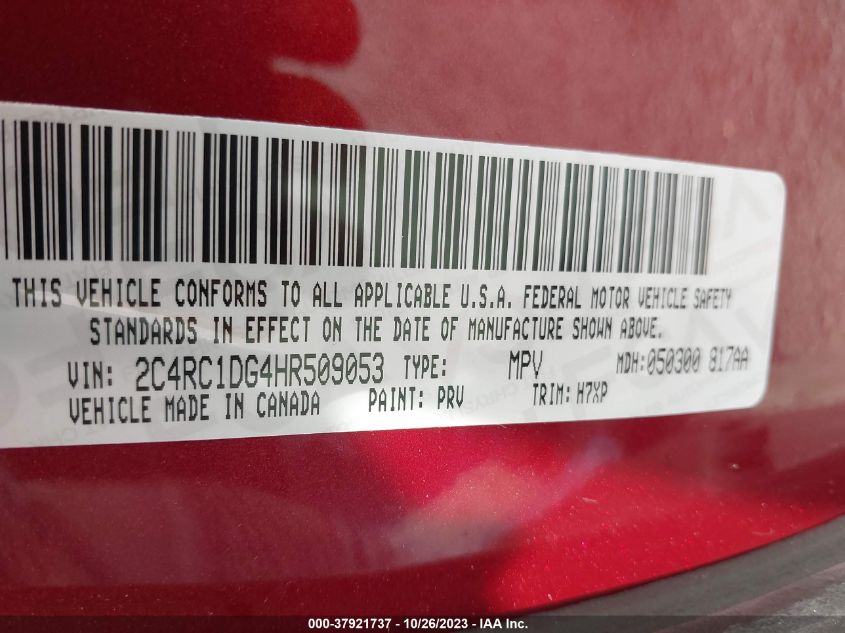 THIS VEHICLE CONFORMS TO ALL APPLICABLE U.S.A. FEDERAL MOTOR VEHICLE SAFETY
STANDARDS IN EFFECT ON THE DATE OF MANUFACTURE SHOWN ABOVE.
VIN: 2C4RC1DG4HR509053 TYPE: MPV MDH:050300 817AA
VEHICLE MADE IN CANADA PAINT: PRV TRIM: H7XP
000-37921737 - 10/26/2023 - IAA Inc.